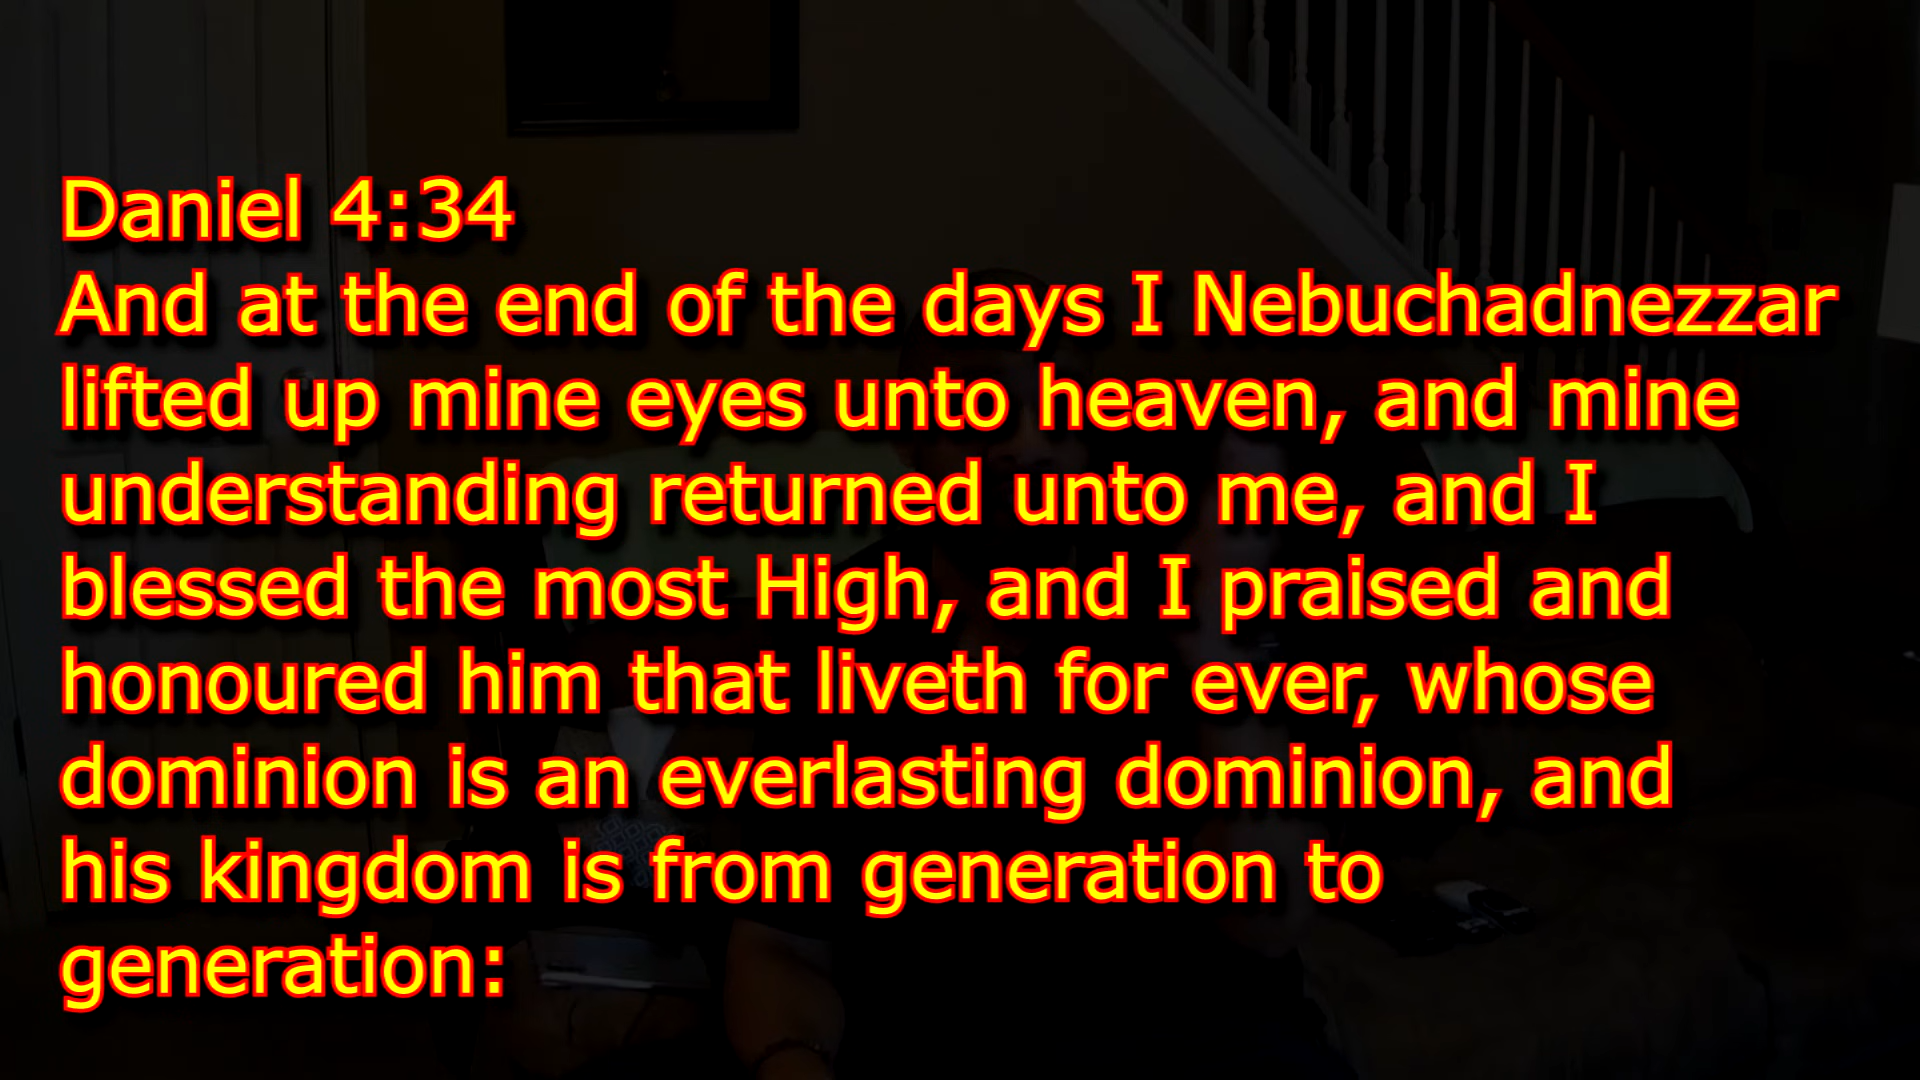 Daniel 4:34
And at the end of the days I Nebuchadnezzar
lifted up mine eyes unto heaven, and mine
understanding returned unto me, and I
blessed the most High, and I praised and
honoured him that liveth for ever, whose
dominion is an everlasting dominion, and
his kingdom is from generation to
generation: